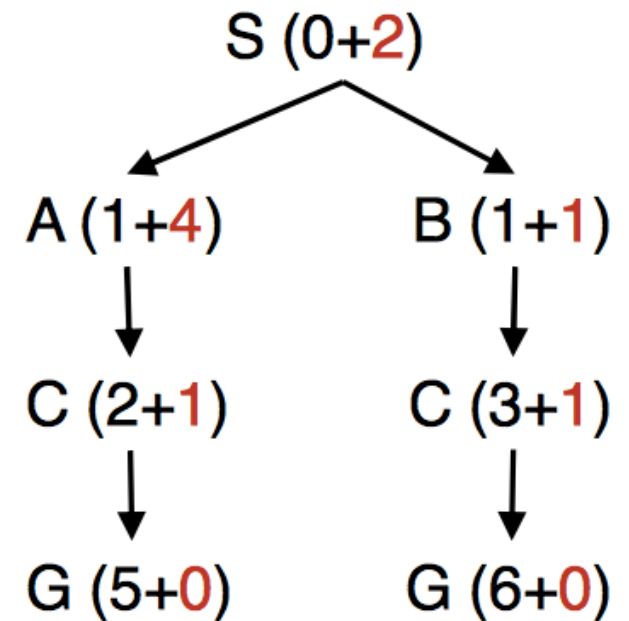 S (0+2)
A (1+4) B (1+1)
C (2+1) C (3+1)
G (5+0) G (6+0)